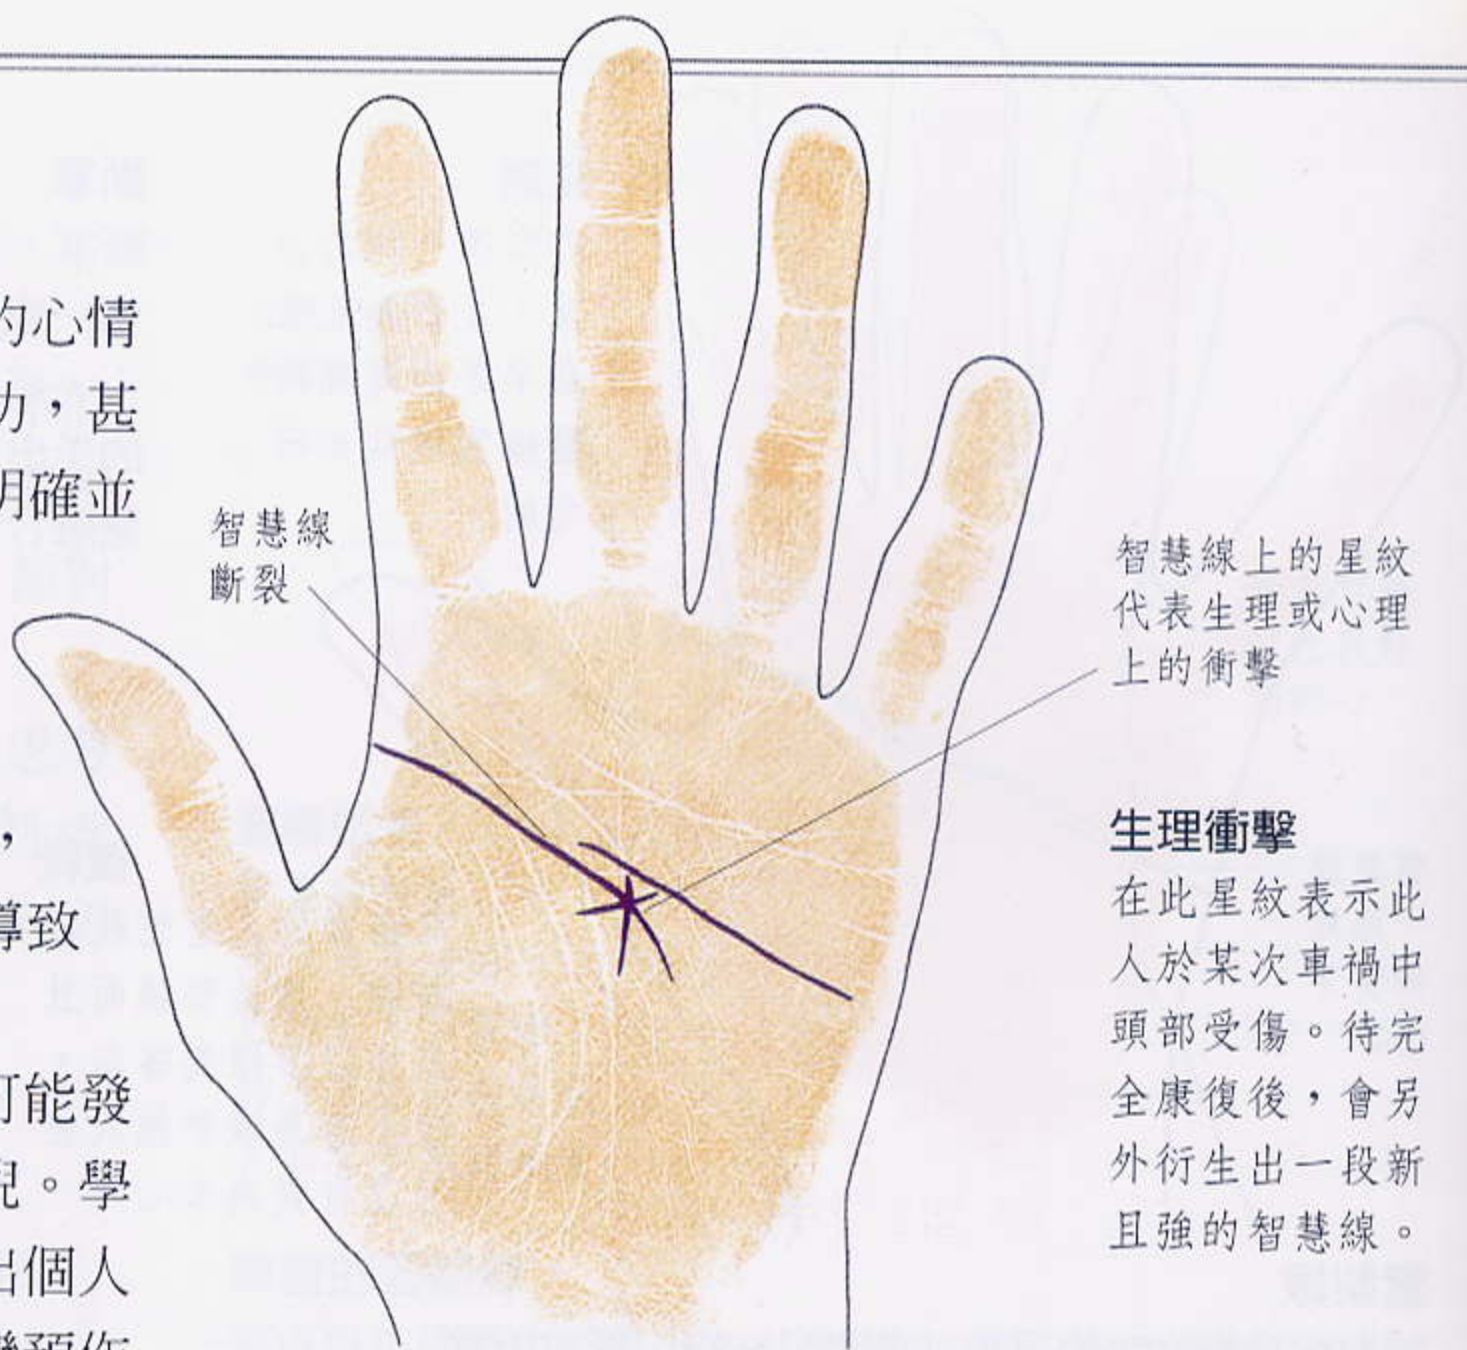 的心情
力，甚
明確並
智慧線
斷裂
，
導致
可能發
兒。學
出個人
智慧線上的星紋
代表生理或心理
上的衝擊
生理衝擊
在此星紋表示此
人於某次車禍中
頭部受傷。待完
全康復後，會另
外衍生出一段新
且強的智慧線。